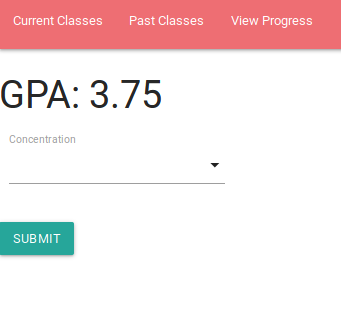 Current Classes Past Classes View Progress
GPA: 3.75
Concentration
SUBMIT